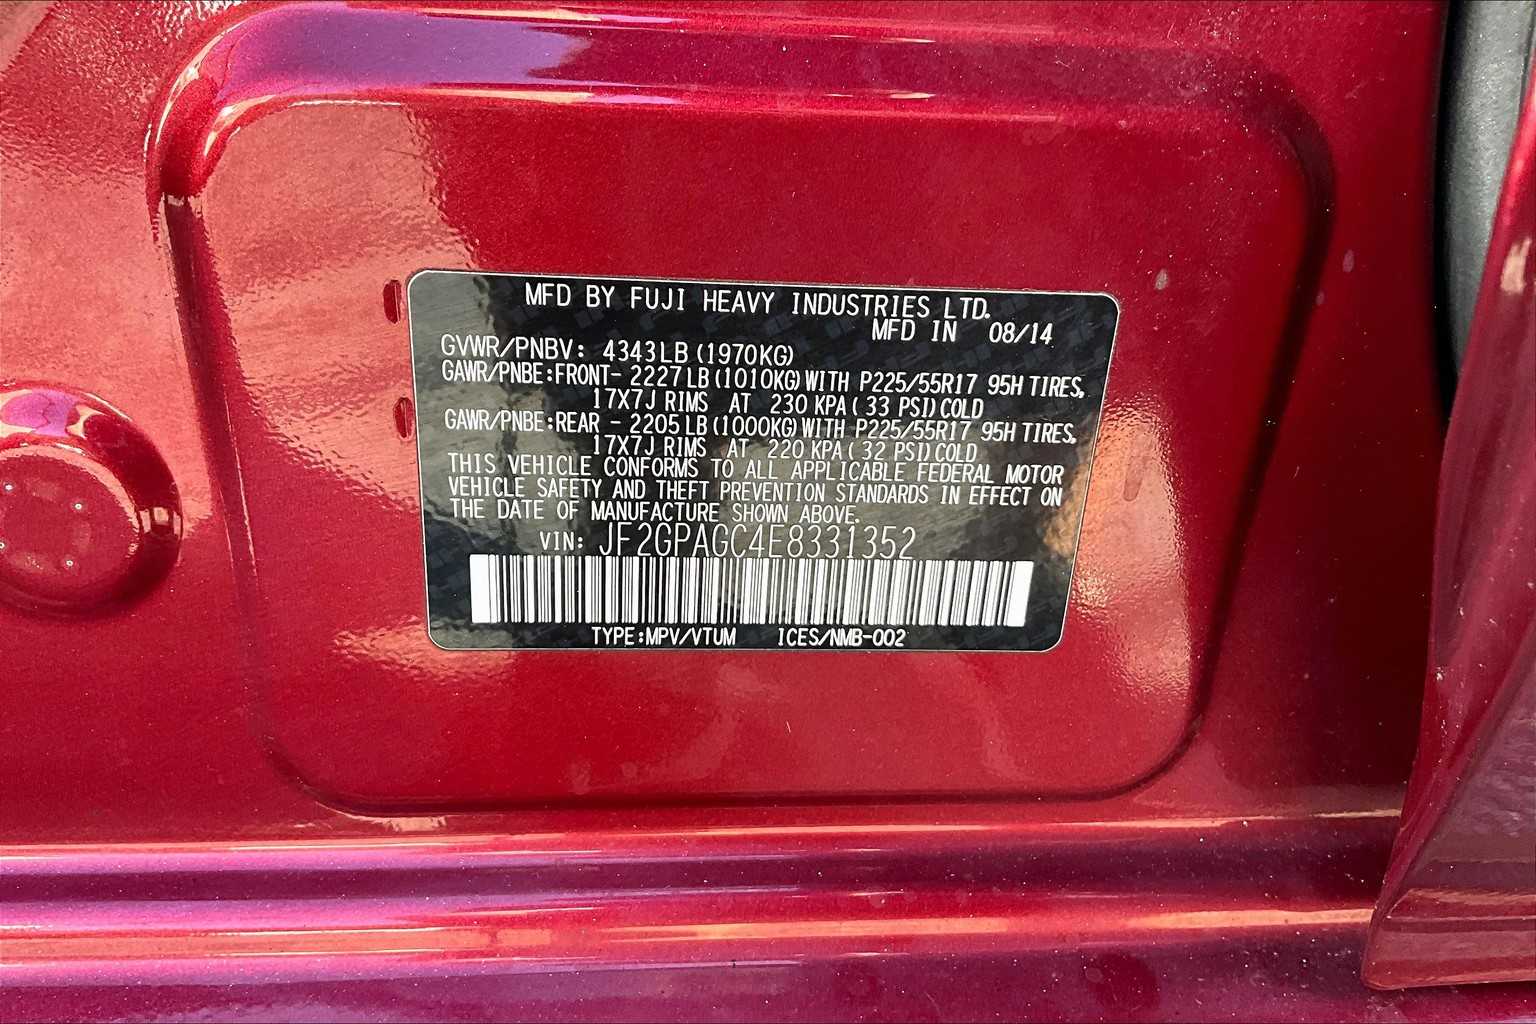 MFD BY FUJI HEAVY INDUSTRIES LTD.
MFD IN 08/14
GVWR/PNBV: 4343LB (1970KG)
GAWR/PNBE:FRONT- 2227LB (1010KG) WITH P225/55R17 95H TIRES,
17X7J RIMS AT 230 KPA ( 33 PSI) COLD
GAWR/PNBE:REAR - 2205LB (1000KG) WITH P225/55R17 95H TIRES,
17X7J RIMS AT 220 KPA ( 32 PSI) COLD
THIS VEHICLE CONFORMS TO ALL APPLICABLE FEDERAL MOTOR
VEHICLE SAFETY AND THEFT PREVENTION STANDARDS IN EFFECT ON
THE DATE OF MANUFACTURE SHOWN ABOVE.
VIN: JF2GPAGC4E8331352
TYPE:MPV/VTUM ICES/NMB-002